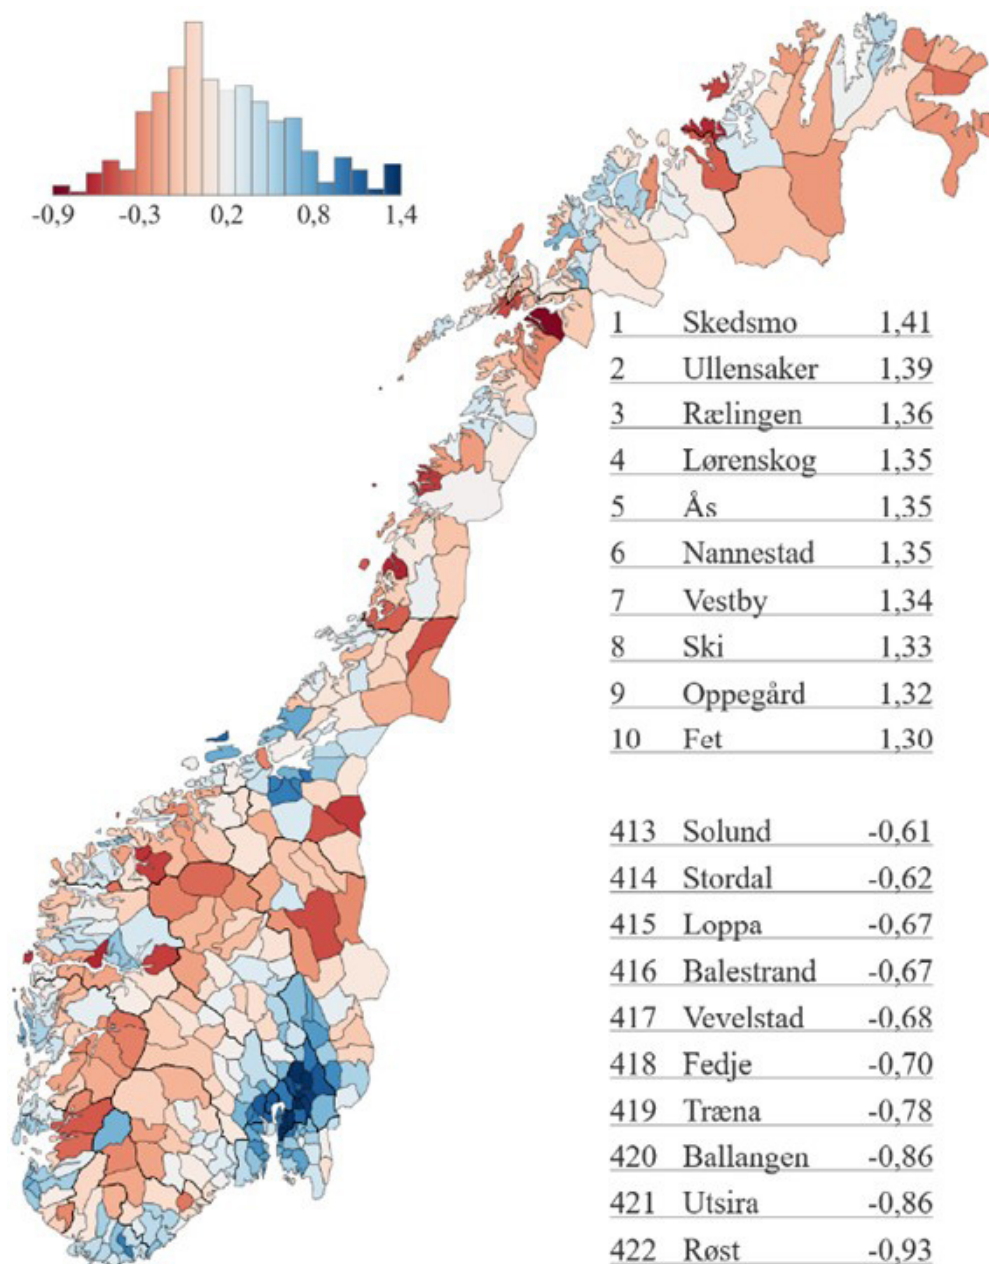 -0,9 -0,3 0,2 0,8 1.4
1 Skedsmo 1,41
2 Ullensaker 1,39
3 Rælingen 1,36
4 Lørenskog 1,35
5 Ås 1,35
6 Nannestad 1,35
7 Vestby 1,34
8 Ski 1,33
9 Oppegård 1,32
10 Fet 1,30
413 Solund -0,61
414 Stordal -0,62
415 Loppa -0,67
416 Balestrand -0,67
417 Vevelstad -0,68
418 Fedje -0,70
419 Træna -0,78
420 Ballangen -0,86
421 Utsira -0,86
422 Røst -0,93